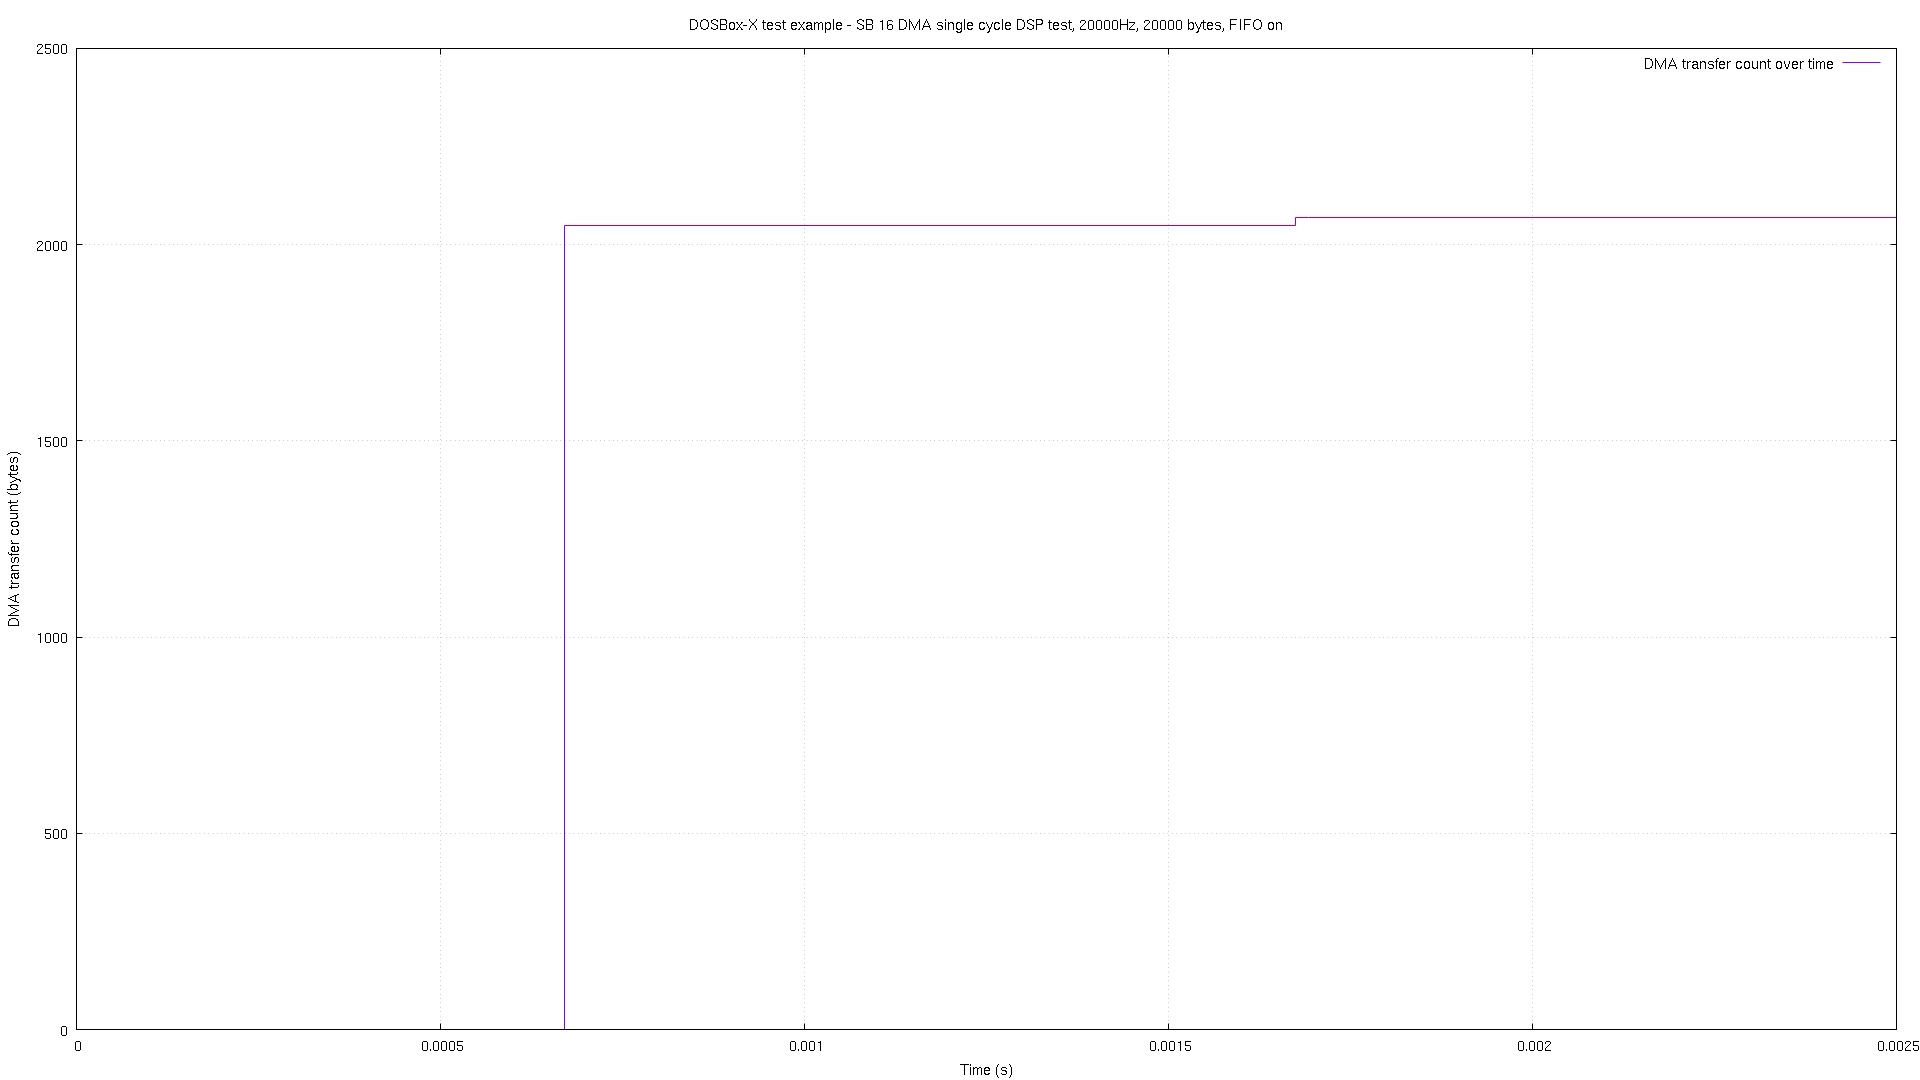 DOSBox-X test example - SB 16 DMA single cycle DSP test, 20000Hz, 20000 bytes, FIFO on
DMA transfer count over time
2500
2000
1500
1000
500
0
DMA transfer count (bytes)
0 0.0005 0.001 0.0015 0.002 0.0025
Time (s)